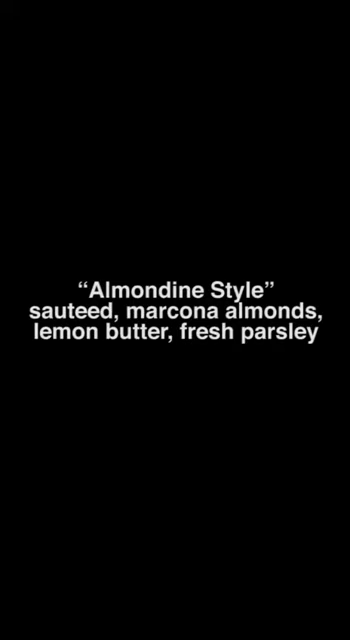 “Almondine Style”
sauteed, marcona almonds,
lemon butter, fresh parsley